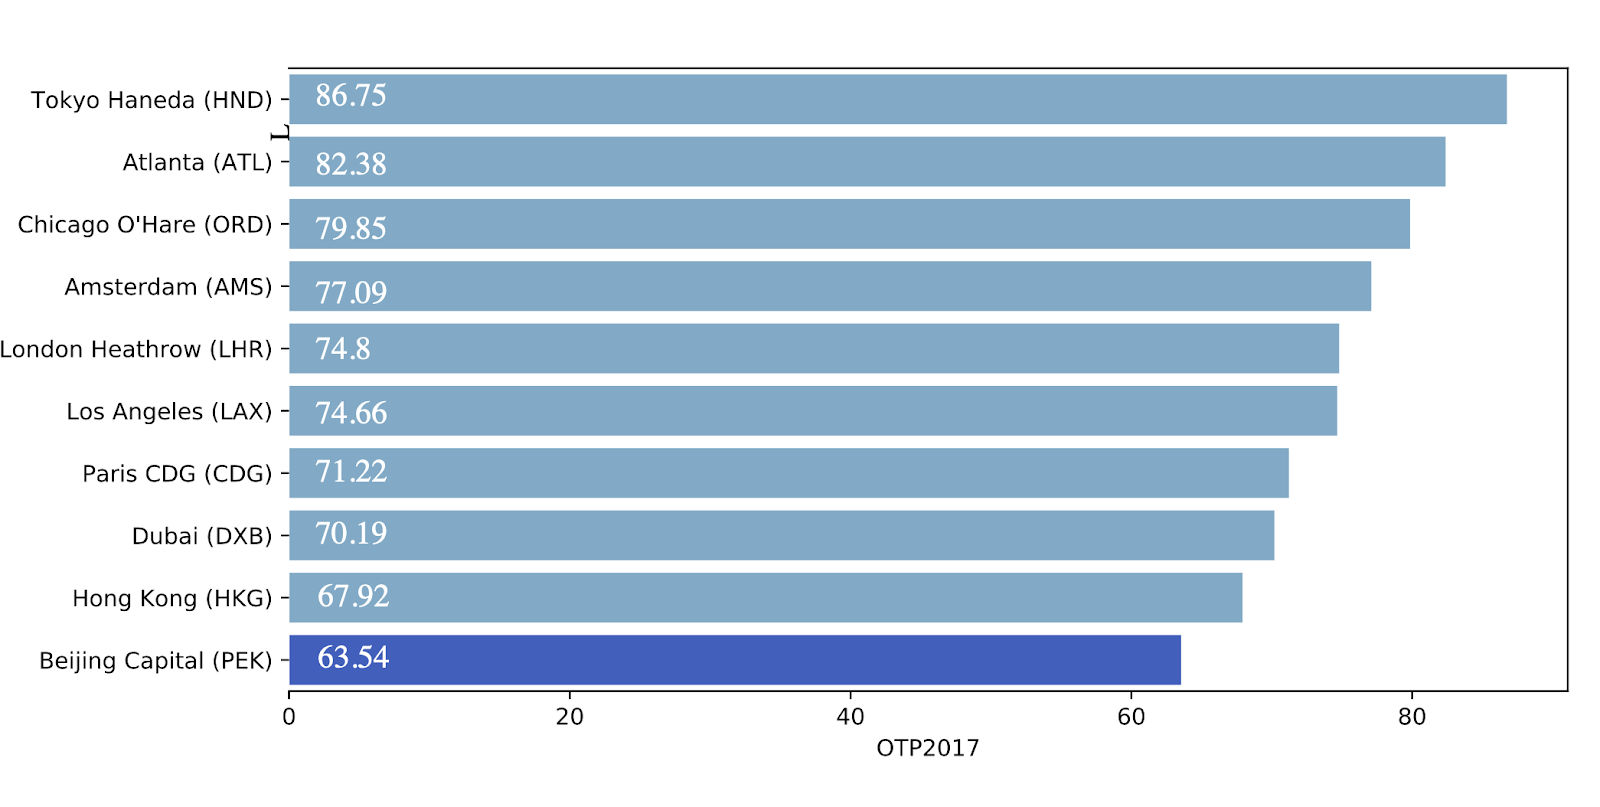 Tokyo Haneda (HND) 86.75
L
Atlanta (ATL) 82.38
Chicago O'Hare (ORD) 79.85
Amsterdam (AMS) 77.09
London Heathrow (LHR) 74.8
Los Angeles (LAX) 74.66
Paris CDG (CDG) 71.22
Dubai (DXB) 70.19
Hong Kong (HKG) 67.92
Beijing Capital (PEK) 63.54
0 20 40 60 80
OTP2017